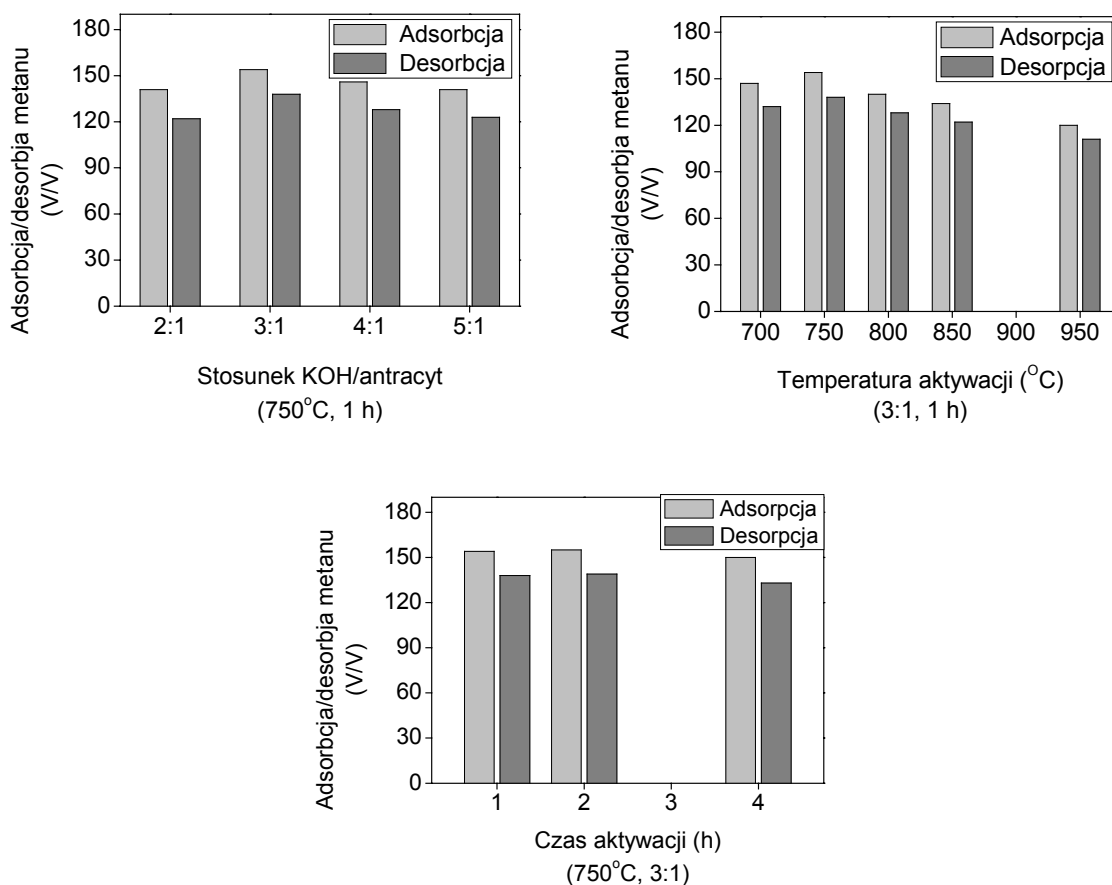 Adsorbcja/desorbja metanu
(V/V)
180
150
120
90
60
30
0
Adsorbcja
Desorbcja
2:1 3:1 4:1 5:1
Stosunek KOH/antracyt
(750°C, 1 h)
Adsorbcja/desorbja metanu
(V/V)
180
150
120
90
60
30
0
Adsorpcja
Desorpcja
700 750 800 850 900 950
Temperatura aktywacji (°C)
(3:1, 1 h)
Adsorbcja/desorbja metanu
(V/V)
180
150
120
90
60
30
0
Adsorpcja
Desorpcja
1 2 3 4
Czas aktywacji (h)
(750°C, 3:1)